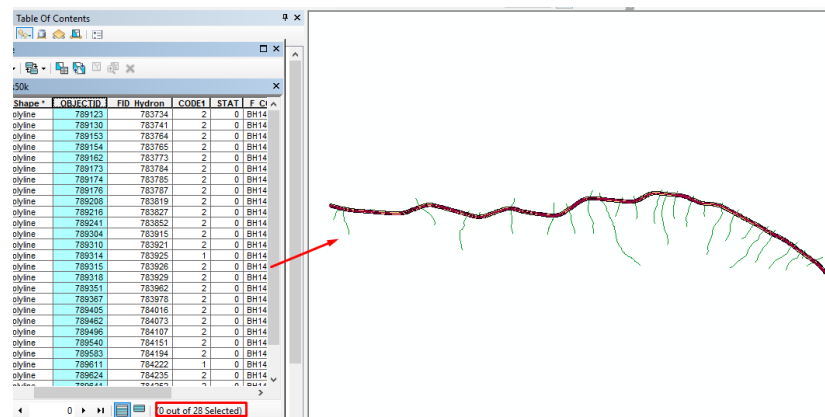 Table Of Contents
.50k
Shape * OBJECTID FID_Hydron CODE1 STAT F_C
olyline 789123 783734 2 0 BH14
olyline 789130 783741 2 0 BH14
olyline 789153 783764 2 0 BH14
olyline 789154 783765 2 0 BH14
olyline 789162 783773 2 0 BH14
olyline 789173 783784 2 0 BH14
olyline 789174 783785 2 0 BH14
olyline 789176 783787 2 0 BH14
olyline 789208 783819 2 0 BH14
olyline 789216 783827 2 0 BH14
olyline 789241 783852 2 0 BH14
olyline 789304 783915 2 0 BH14
olyline 789310 783921 2 0 BH14
olyline 789314 783925 1 0 BH14
olyline 789315 783926 2 0 BH14
olyline 789318 783929 2 0 BH14
olyline 789351 783962 2 0 BH14
olyline 789367 783978 2 0 BH14
olyline 789405 784016 2 0 BH14
olyline 789462 784073 2 0 BH14
olyline 789496 784107 2 0 BH14
olyline 789540 784151 2 0 BH14
olyline 789583 784194 2 0 BH14
olyline 789611 784222 1 0 BH14
olyline 789624 784235 2 0 BH14
0 (0 out of 28 Selected)